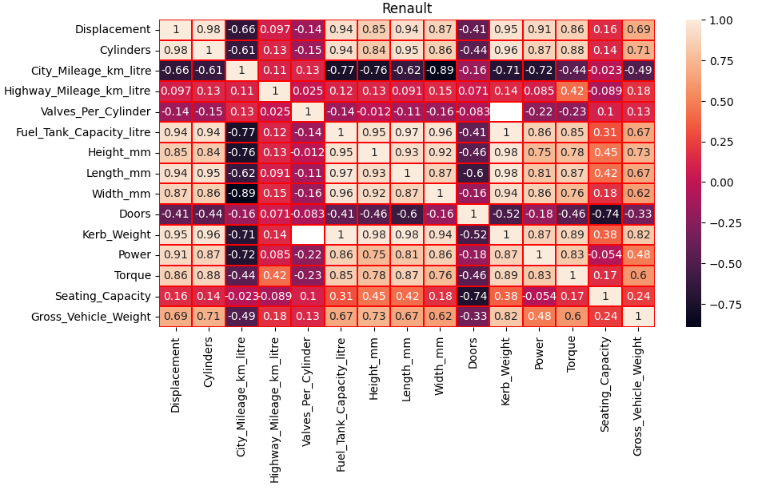 Renault
Displacement 1 0.98 -0.66 0.097 -0.14 0.94 0.85 0.94 0.87 -0.41 0.95 0.91 0.86 0.16 0.69 1.00
Cylinders 0.98 1 -0.61 0.13 -0.15 0.94 0.84 0.95 0.86 -0.44 0.96 0.87 0.88 0.14 0.71
City_Mileage_km_litre -0.66 -0.61 1 0.11 0.13 -0.77 -0.76 -0.62 -0.89 -0.16 -0.71 -0.72 -0.44 -0.023 -0.49 0.75
Highway_Mileage_km_litre 0.097 0.13 0.11 1 0.025 0.12 0.13 0.091 0.15 0.071 0.14 0.085 0.42 -0.089 0.18
Valves_Per_Cylinder -0.14 -0.15 0.13 0.025 1 -0.14 -0.012 -0.11 -0.16 -0.083 -0.22 -0.23 0.1 0.13 0.50
Fuel_Tank_Capacity_litre 0.94 0.94 -0.77 0.12 -0.14 1 0.95 0.97 0.96 -0.41 1 0.86 0.85 0.31 0.67
Height_mm 0.85 0.84 -0.76 0.13 -0.012 0.95 1 0.93 0.92 -0.46 0.98 0.75 0.78 0.45 0.73 0.25
Length_mm 0.94 0.95 -0.62 0.091 -0.11 0.97 0.93 1 0.87 -0.6 0.98 0.81 0.87 0.42 0.67 0.00
Width_mm 0.87 0.86 -0.89 0.15 -0.16 0.96 0.92 0.87 1 -0.16 0.94 0.86 0.76 0.18 0.62
Doors -0.41 -0.44 -0.16 0.071 -0.083 -0.41 -0.46 -0.6 -0.16 1 -0.52 -0.18 -0.46 -0.74 -0.33 −0.25
Kerb_Weight 0.95 0.96 -0.71 0.14 1 0.98 0.98 0.94 -0.52 1 0.87 0.89 0.38 0.82
Power 0.91 0.87 -0.72 0.085 -0.22 0.86 0.75 0.81 0.86 -0.18 0.87 1 0.83 -0.054 0.48 −0.50
Torque 0.86 0.88 -0.44 0.42 -0.23 0.85 0.78 0.87 0.76 -0.46 0.89 0.83 1 0.17 0.6
Seating_Capacity 0.16 0.14 -0.023 -0.089 0.1 0.31 0.45 0.42 0.18 -0.74 0.38 -0.054 0.17 1 0.24 −0.75
Gross_Vehicle_Weight 0.69 0.71 -0.49 0.18 0.13 0.67 0.73 0.67 0.62 -0.33 0.82 0.48 0.6 0.24 1
Displacement
Cylinders
City_Mileage_km_litre
Highway_Mileage_km_litre
Valves_Per_Cylinder
Fuel_Tank_Capacity_litre
Height_mm
Length_mm
Width_mm
Doors
Kerb_Weight
Power
Torque
Seating_Capacity
Gross_Vehicle_Weight